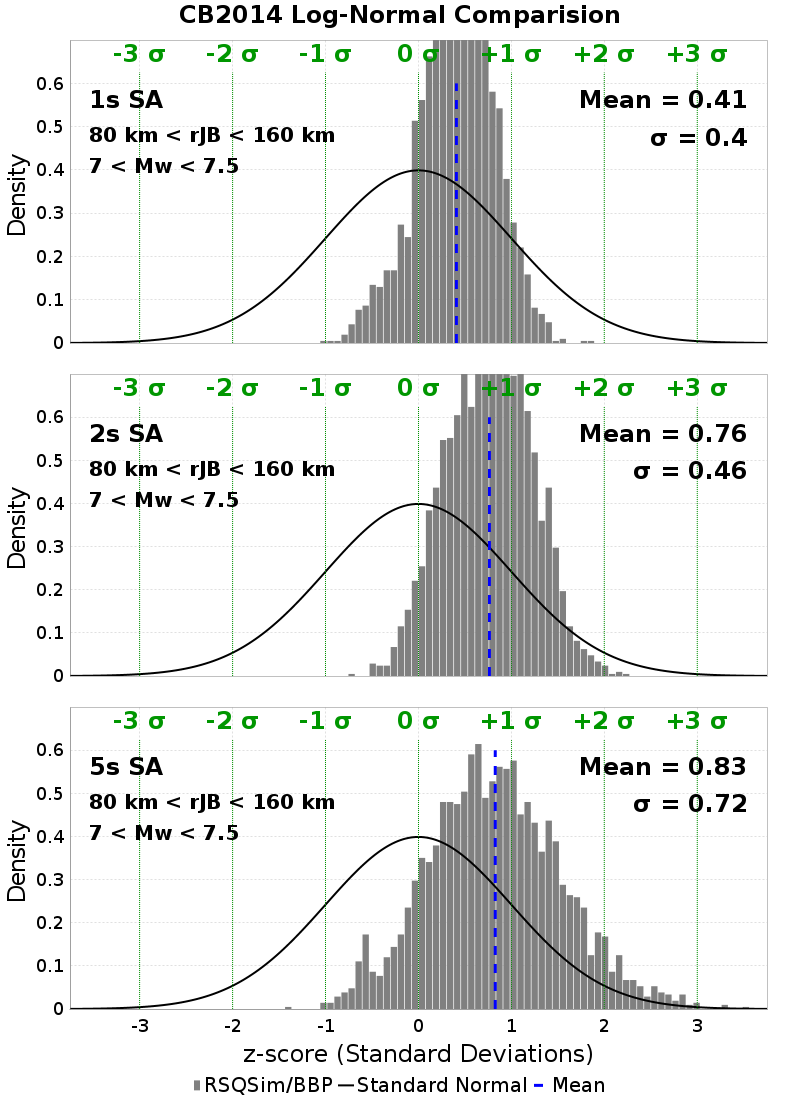 CB2014 Log-Normal Comparision
-3 σ -2 σ -1 σ 0 σ +1 σ +2 σ +3 σ
1s SA
Mean = 0.41
80 km < rJB < 160 km
σ = 0.4
7 < Mw < 7.5
0.6
0.5
0.4
0.3
0.2
0.1
0
Density
-3 σ -2 σ -1 σ 0 σ +1 σ +2 σ +3 σ
2s SA
Mean = 0.76
80 km < rJB < 160 km
σ = 0.46
7 < Mw < 7.5
0.6
0.5
0.4
0.3
0.2
0.1
0
Density
-3 σ -2 σ -1 σ 0 σ +1 σ +2 σ +3 σ
5s SA
Mean = 0.83
80 km < rJB < 160 km
σ = 0.72
7 < Mw < 7.5
0.6
0.5
0.4
0.3
0.2
0.1
0
Density
-3 -2 -1 0 1 2 3
z-score (Standard Deviations)
RSQSim/BBP Standard Normal Mean